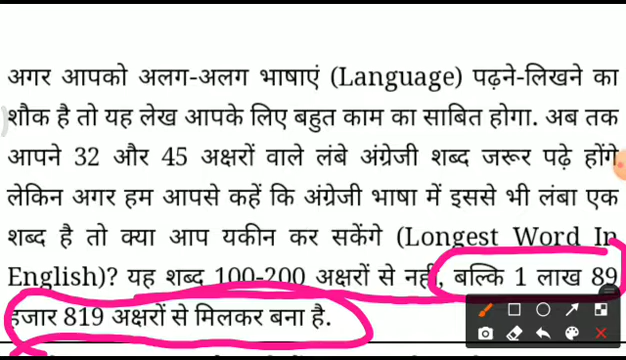 अगर आपको अलग-अलग भाषाएं (Language) पढ़ने-लिखने का
शौक है तो यह लेख आपके लिए बहुत काम का साबित होगा. अब तक
आपने 32 और 45 अक्षरों वाले लंबे अंग्रेजी शब्द जरूर पढ़े होंगे
लेकिन अगर हम आपसे कहें कि अंग्रेजी भाषा में इससे भी लंबा एक
शब्द है तो क्या आप यकीन कर सकेंगे (Longest Word In
English)? यह शब्द 100-200 अक्षरों से नहीं, बल्कि 1 लाख 89
हजार 819 अक्षरों से मिलकर बना है.